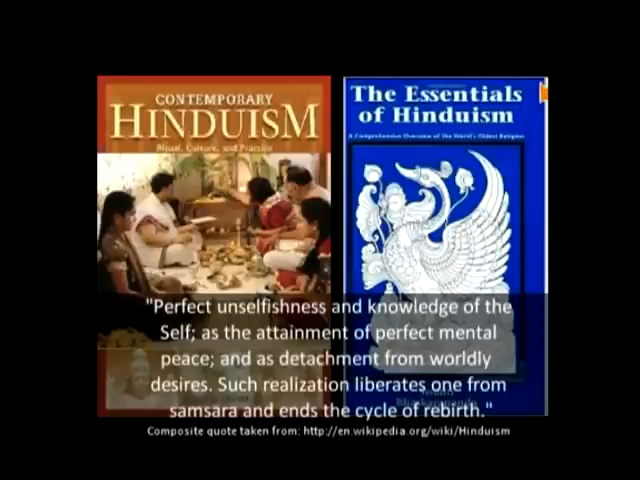 CONTEMPORARY
HINDUISM
Ritual, Culture, and Practice
The Essentials
of Hinduism
A Comprehensive Overview of the World's Oldest Religion
"Perfect unselfishness and knowledge of the
Self; as the attainment of perfect mental
peace; and as detachment from worldly
desires. Such realization liberates one from
samsara and ends the cycle of rebirth."
Swami
Bhaskarananda
Composite quote taken from: http://en.wikipedia.org/wiki/Hinduism